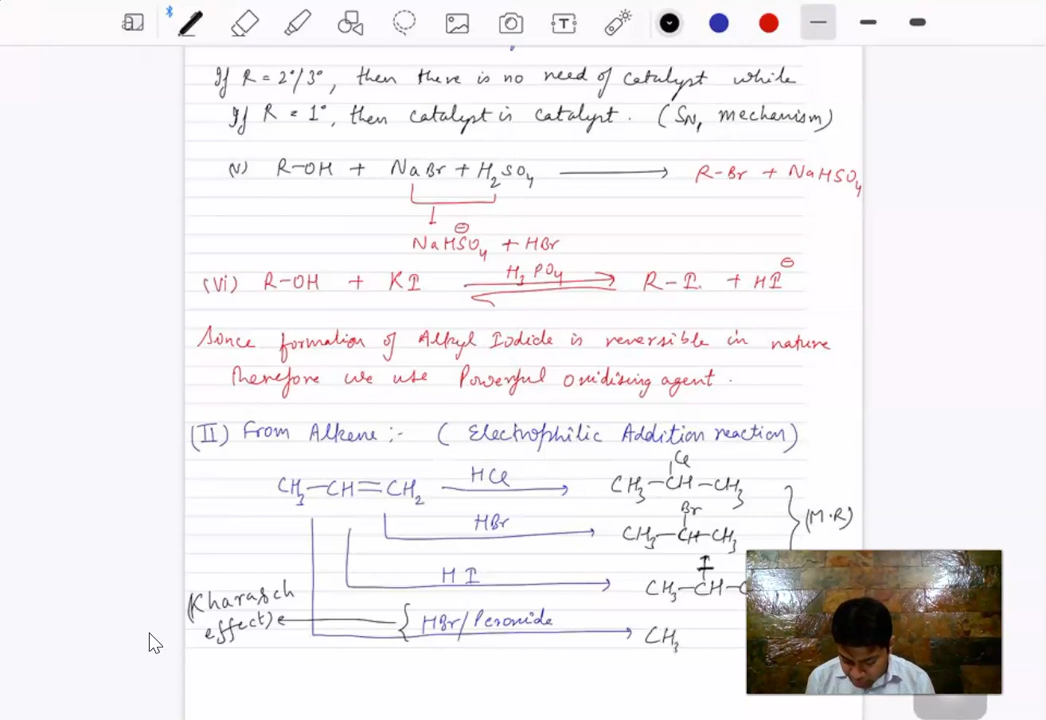 If R = 2°/3°, then there is no need of catalyst while
If R = 1°, then catalyst is catalyst. (SN1 mechanism)
(V) R-OH + NaBr + H2SO4 → R-Br + NaHSO4
NaHSO4⊖ + HBr
(Vi) R-OH + KI H3PO4 R-I. + HI⊖
Since formation of Alkyl Iodide is reversible in nature
Therefore we use Powerful Oxidising agent.
(II) From Alkene :- ( Electrophilic Addition reaction)
Cl
CH3-CH=CH2 HCl → CH3-CH-CH3
Br
HBr → CH3-CH-CH3 (M.R)
I
HI → CH3-CH-C
(Kharasch
effect) HBr/Peroxide → CH3
T